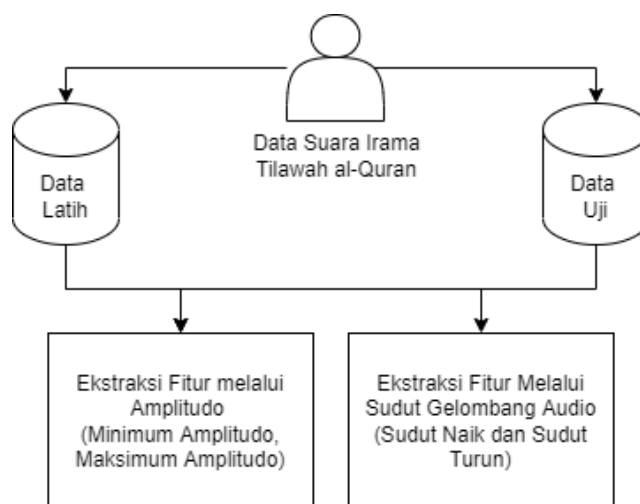 Data Suara Irama
Tilawah al-Quran
Data
Latih
Data
Uji
Ekstraksi Fitur melalui
Amplitudo
(Minimum Amplitudo,
Maksimum Amplitudo)
Ekstraksi Fitur Melalui
Sudut Gelombang Audio
(Sudut Naik dan Sudut
Turun)